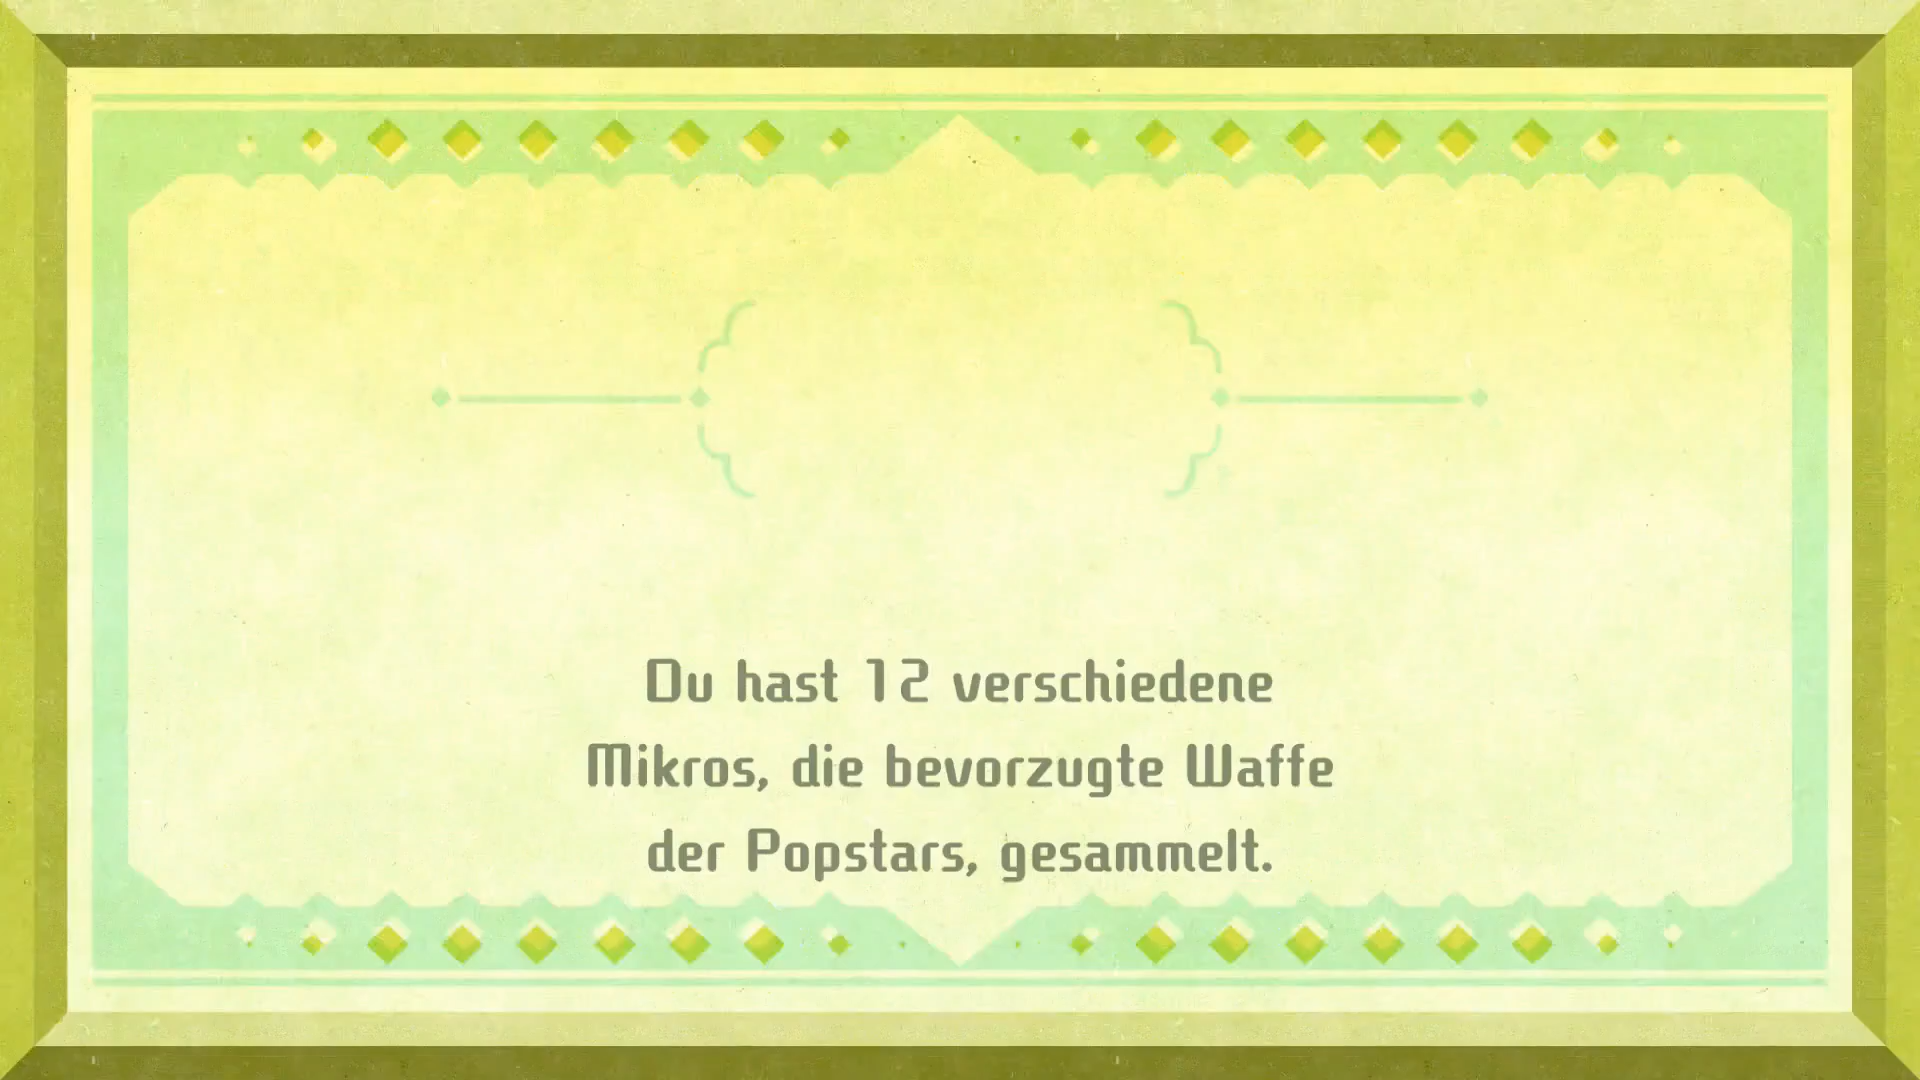 Du hast 12 verschiedene
Mikros, die bevorzugte Waffe
der Popstars, gesammelt.